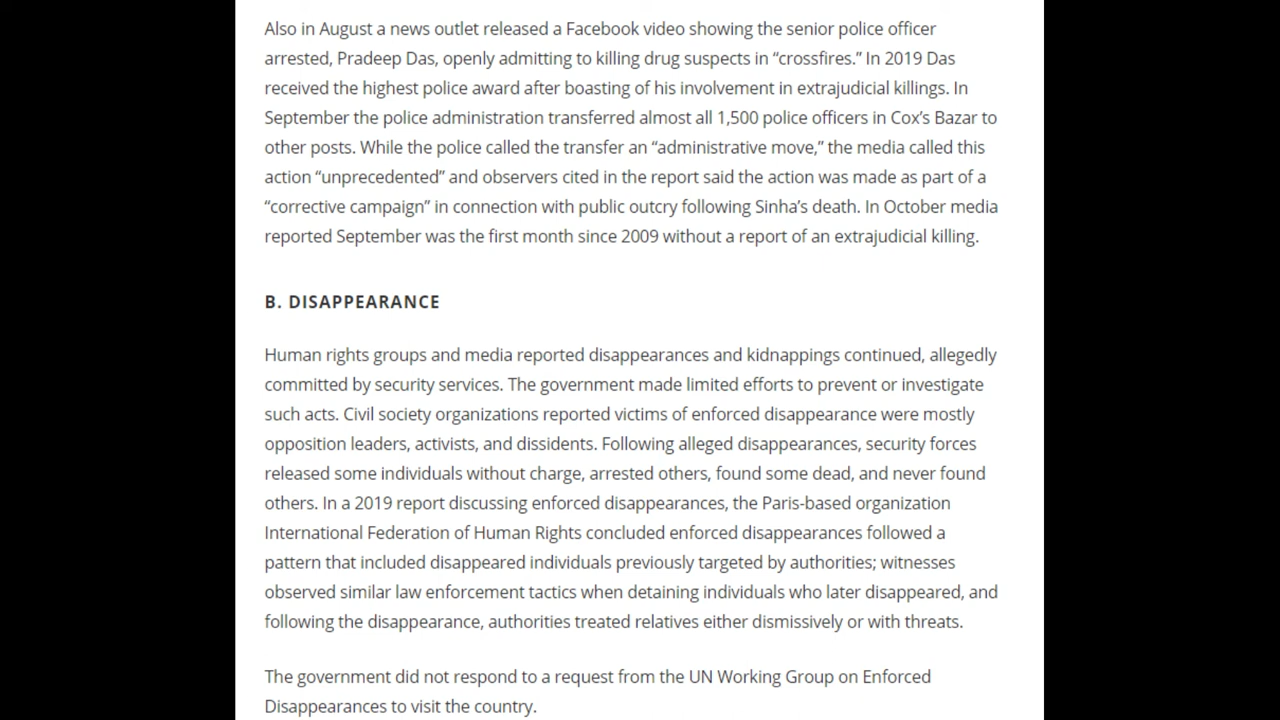 Also in August a news outlet released a Facebook video showing the senior police officer
arrested, Pradeep Das, openly admitting to killing drug suspects in “crossfires.” In 2019 Das
received the highest police award after boasting of his involvement in extrajudicial killings. In
September the police administration transferred almost all 1,500 police officers in Cox’s Bazar to
other posts. While the police called the transfer an “administrative move,” the media called this
action “unprecedented” and observers cited in the report said the action was made as part of a
“corrective campaign” in connection with public outcry following Sinha’s death. In October media
reported September was the first month since 2009 without a report of an extrajudicial killing.
B. DISAPPEARANCE
Human rights groups and media reported disappearances and kidnappings continued, allegedly
committed by security services. The government made limited efforts to prevent or investigate
such acts. Civil society organizations reported victims of enforced disappearance were mostly
opposition leaders, activists, and dissidents. Following alleged disappearances, security forces
released some individuals without charge, arrested others, found some dead, and never found
others. In a 2019 report discussing enforced disappearances, the Paris-based organization
International Federation of Human Rights concluded enforced disappearances followed a
pattern that included disappeared individuals previously targeted by authorities; witnesses
observed similar law enforcement tactics when detaining individuals who later disappeared, and
following the disappearance, authorities treated relatives either dismissively or with threats.
The government did not respond to a request from the UN Working Group on Enforced
Disappearances to visit the country.